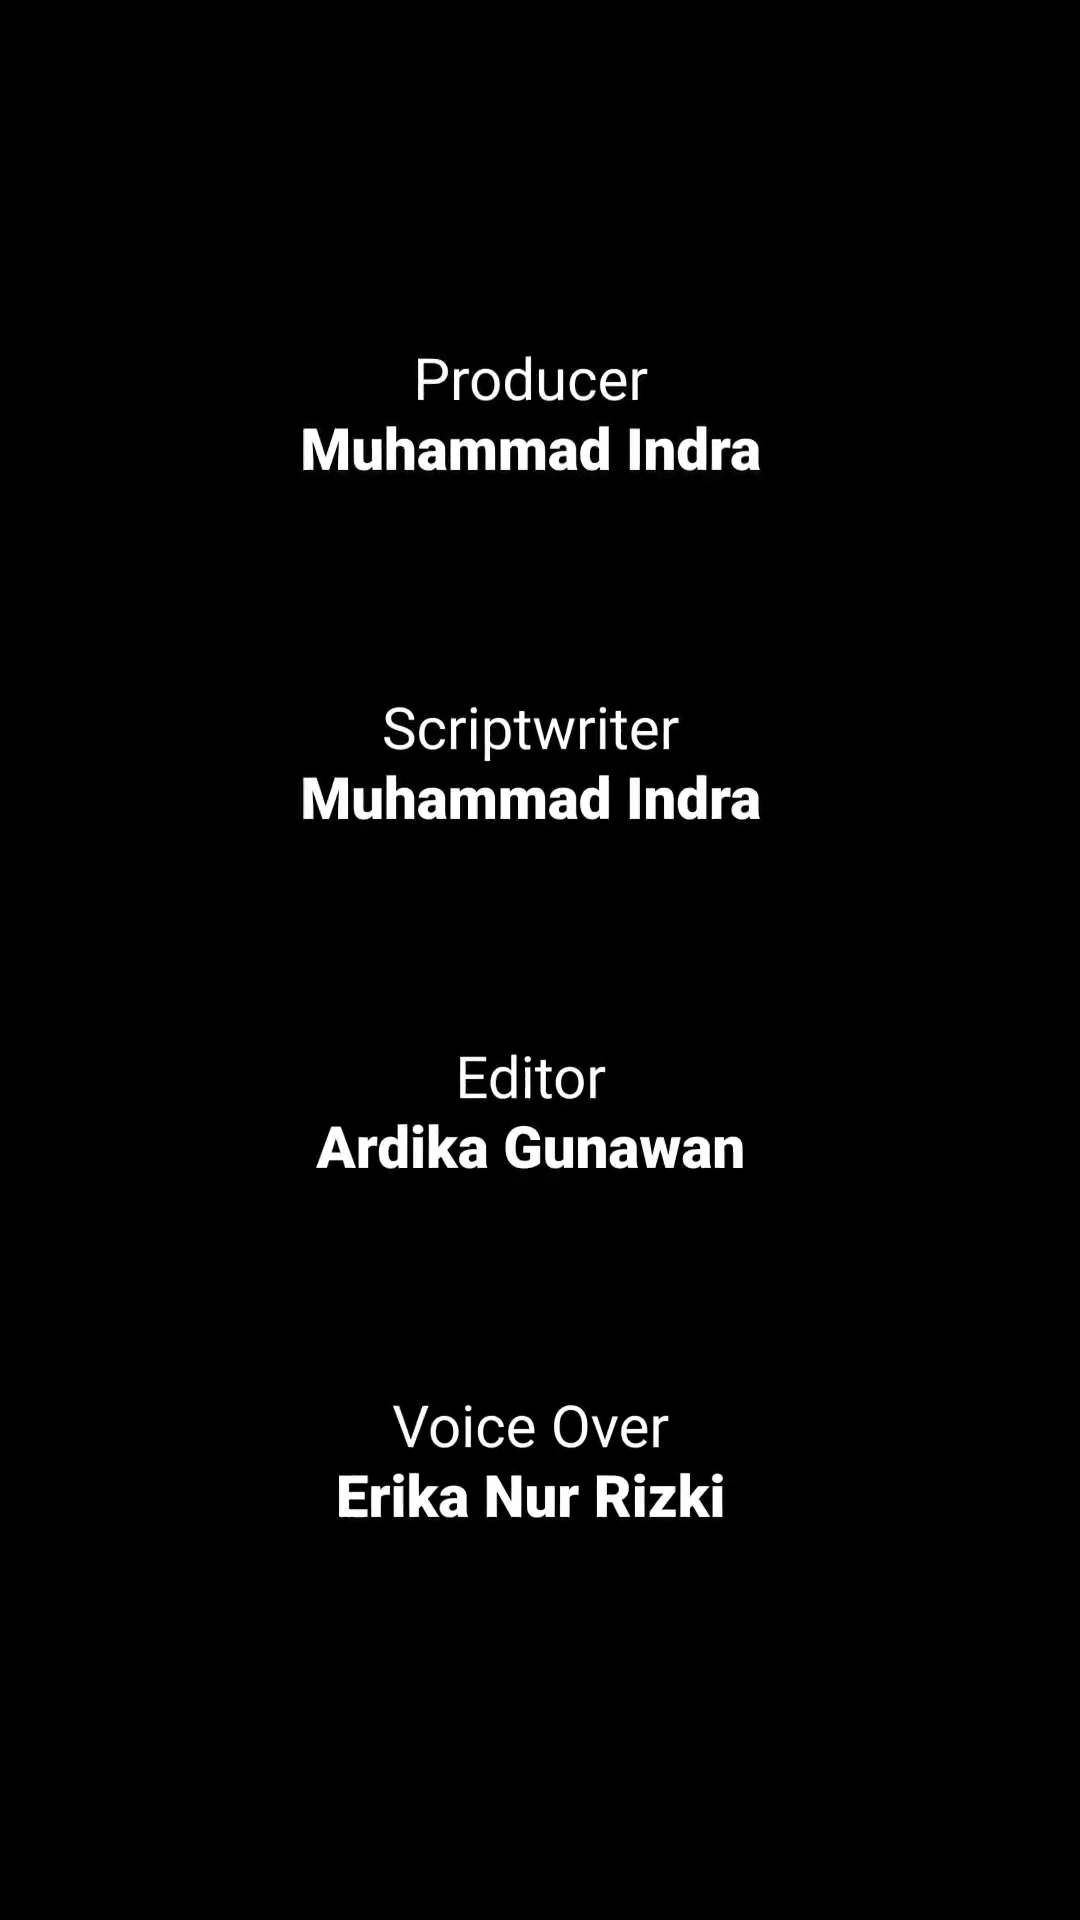 Producer
Muhammad Indra
Scriptwriter
Muhammad Indra
Editor
Ardika Gunawan
Voice Over
Erika Nur Rizki